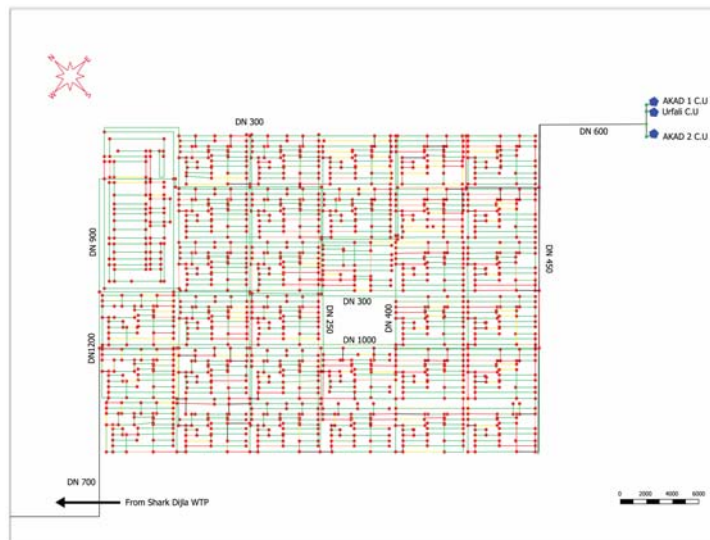 N
E
W
S
DN 300
AKAD 1 C.U
Urfali C.U
DN 600
AKAD 2 C.U
DN 900
DN 450
DN 300
DN 250
DN 400
DN 1000
DN1200
DN 700
From Shark Dijla WTP
0 2000 4000 6000